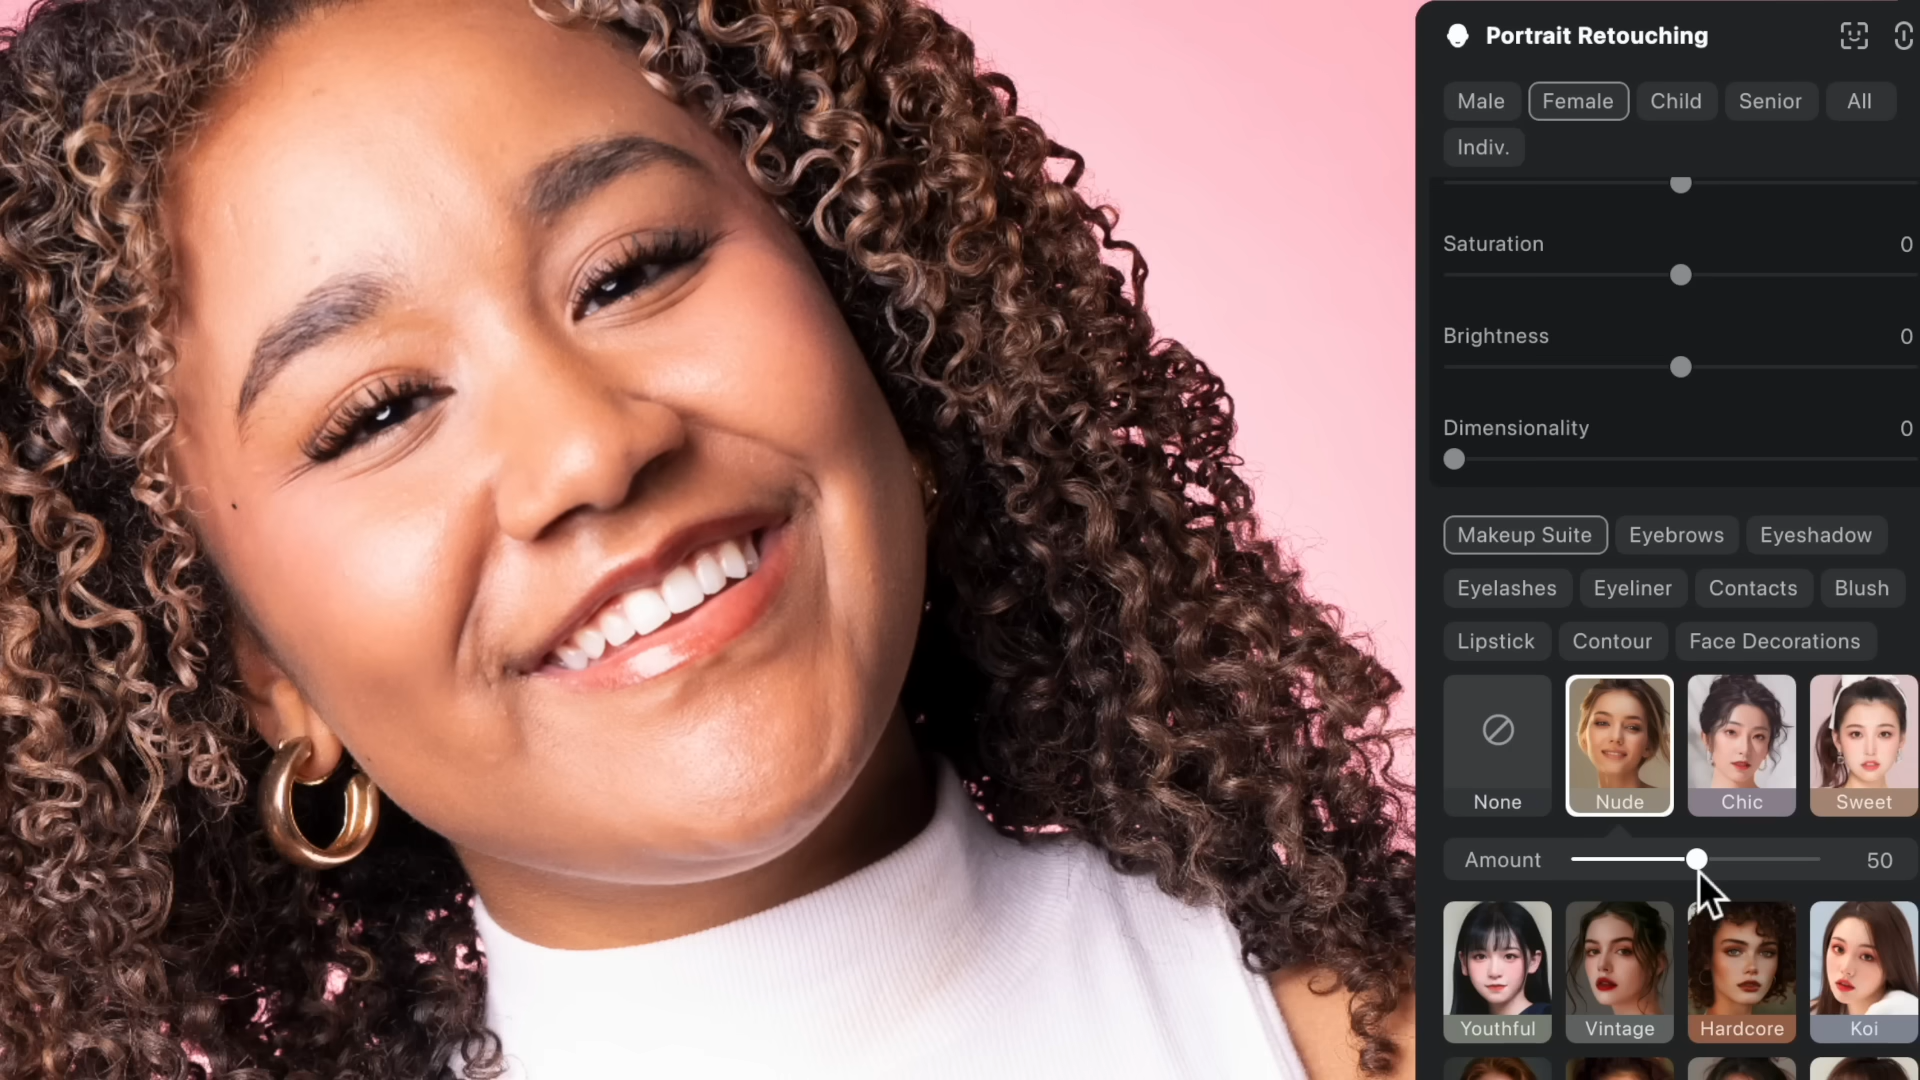 Portrait Retouching
Male Female Child Senior All
Indiv.
Saturation 0
Brightness 0
Dimensionality 0
Makeup Suite Eyebrows Eyeshadow
Eyelashes Eyeliner Contacts Blush
Lipstick Contour Face Decorations
None Nude Chic Sweet
Amount 50
Youthful Vintage Hardcore Koi